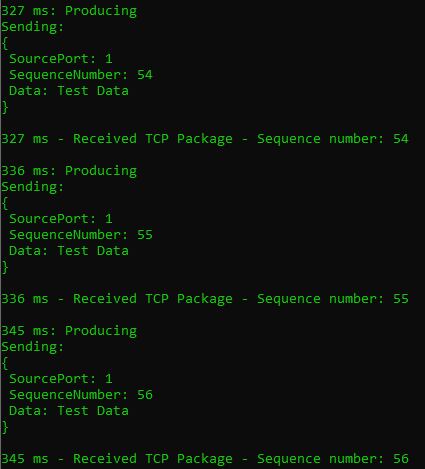 327 ms: Producing
Sending:
{
 SourcePort: 1
 SequenceNumber: 54
 Data: Test Data
}
327 ms - Received TCP Package - Sequence number: 54
336 ms: Producing
Sending:
{
 SourcePort: 1
 SequenceNumber: 55
 Data: Test Data
}
336 ms - Received TCP Package - Sequence number: 55
345 ms: Producing
Sending:
{
 SourcePort: 1
 SequenceNumber: 56
 Data: Test Data
}
345 ms - Received TCP Package - Sequence number: 56